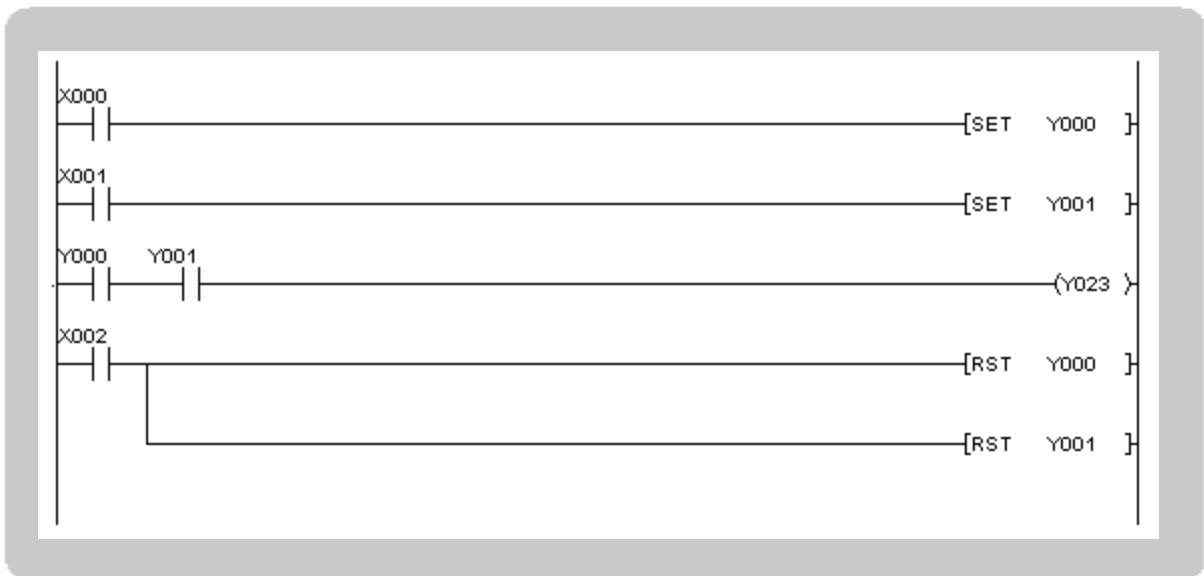 X000
[SET Y000 ]
X001
[SET Y001 ]
Y000 Y001
(Y023 )
X002
[RST Y000 ]
[RST Y001 ]